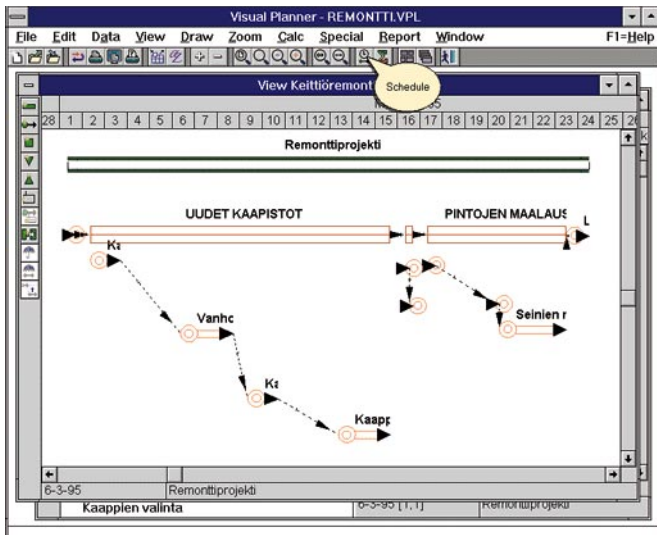 Visual Planner - REMONTTI.VPL
File Edit Data View Draw Zoom Calc Special Report Window F1=Help
View Keittiöremont
Schedule
28 1 2 3 4 5 6 7 8 9 10 11 12 13 14 15 16 17 18 19 20 21 22 23 24 25 26
Remonttiprojekti
UUDET KAAPISTOT PINTOJEN MAALAUS L
Ka
Vanho Seinien r
Ka
Kaapp
6-3-95 Remonttiprojekti
Kaappien valinta 6-3-95 [1,1] Remonttiprojekti